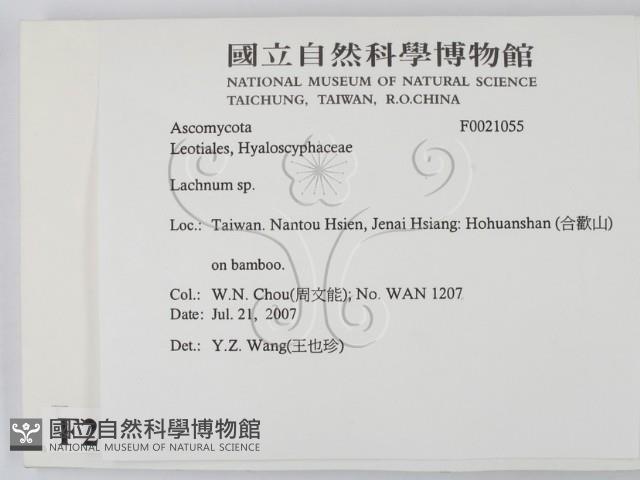 國立自然科學博物館
NATIONAL MUSEUM OF NATURAL SCIENCE
TAICHUNG, TAIWAN, R.O.CHINA
Ascomycota F0021055
Leotiales, Hyaloscyphaceae
Lachnum sp.
Loc.: Taiwan. Nantou Hsien, Jenai Hsiang: Hohuanshan (合歡山)
on bamboo.
Col.: W.N. Chou(周文能); No. WAN 1207
Date: Jul. 21, 2007
Det.: Y.Z. Wang(王也珍)
國立自然科學博物館
NATIONAL MUSEUM OF NATURAL SCIENCE